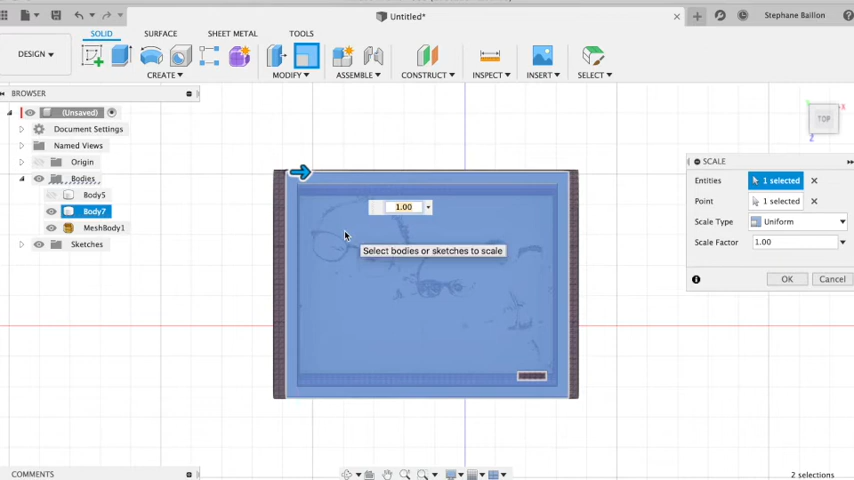 Untitled*
Stephane Baillon
DESIGN
SOLID
SURFACE
SHEET METAL
TOOLS
CREATE
MODIFY
ASSEMBLE
CONSTRUCT
INSPECT
INSERT
SELECT
BROWSER
(Unsaved)
Document Settings
Named Views
Origin
Bodies
Body5
Body7
MeshBody1
Sketches
TOP
X
Z
1.00
Select bodies or sketches to scale
SCALE
Entities 1 selected
Point 1 selected
Scale Type Uniform
Scale Factor 1.00
OK Cancel
COMMENTS
2 selections